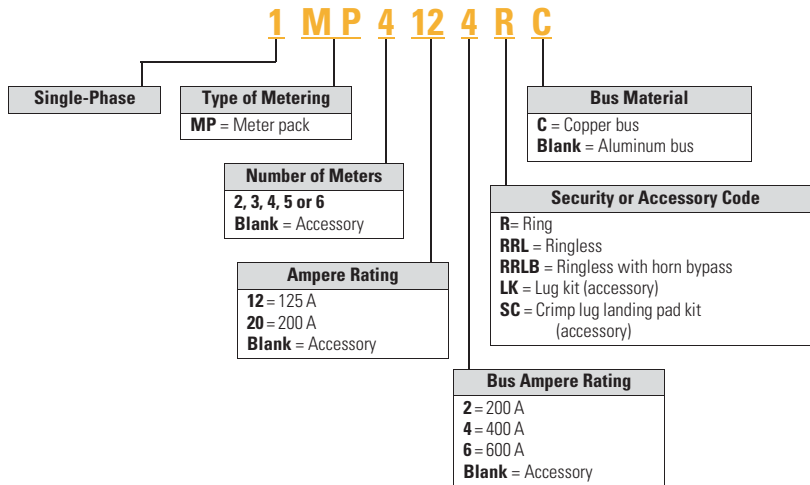 1 MP 4 12 4 R C
Single-Phase
Type of Metering
MP = Meter pack
Number of Meters
2, 3, 4, 5 or 6
Blank = Accessory
Ampere Rating
12 = 125 A
20 = 200 A
Blank = Accessory
Bus Ampere Rating
2 = 200 A
4 = 400 A
6 = 600 A
Blank = Accessory
Security or Accessory Code
R= Ring
RRL = Ringless
RRLB = Ringless with horn bypass
LK = Lug kit (accessory)
SC = Crimp lug landing pad kit
(accessory)
Bus Material
C = Copper bus
Blank = Aluminum bus